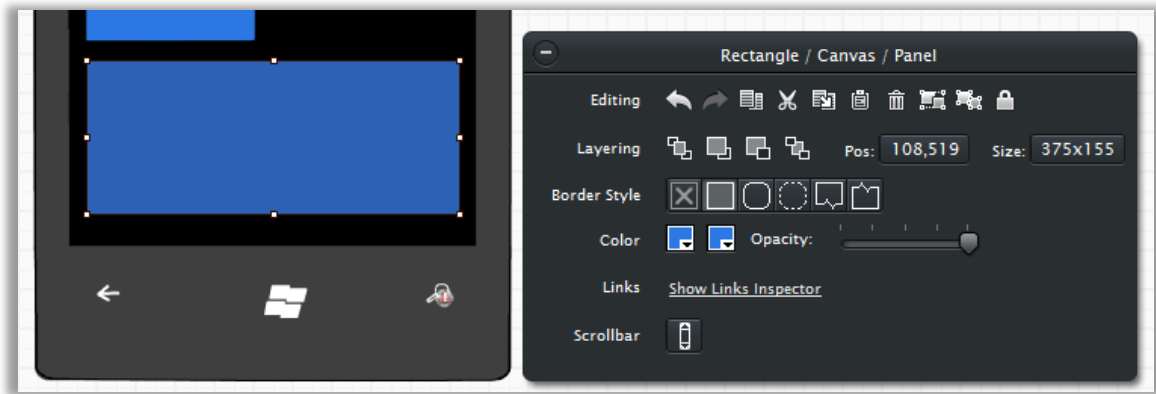 Rectangle / Canvas / Panel
Editing
Layering Pos: 108,519 Size: 375x155
Border Style
Color Opacity:
Links Show Links Inspector
Scrollbar